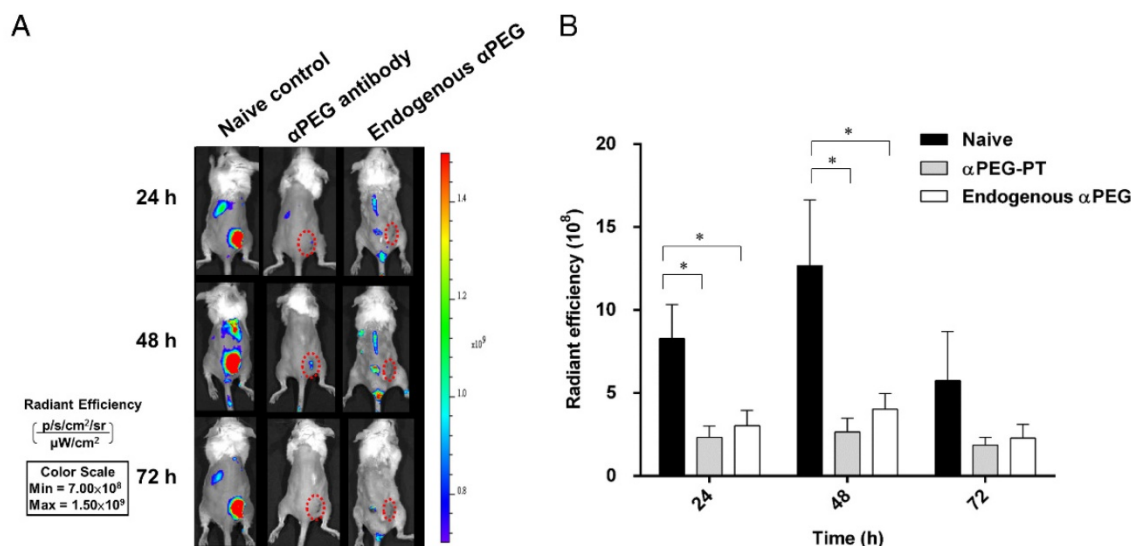 A
Naive control
αPEG antibody
Endogenous αPEG
24 h
48 h
72 h
Radiant Efficiency
(p/s/cm²/sr
µW/cm²)
Color Scale
Min = 7.00×10⁸
Max = 1.50×10⁹
1.4
1.2
x10⁹
1.0
0.8
B
Naive
αPEG-PT
Endogenous αPEG
*
*
*
*
Radiant efficiency (10⁸)
20
15
10
5
0
24
48
72
Time (h)